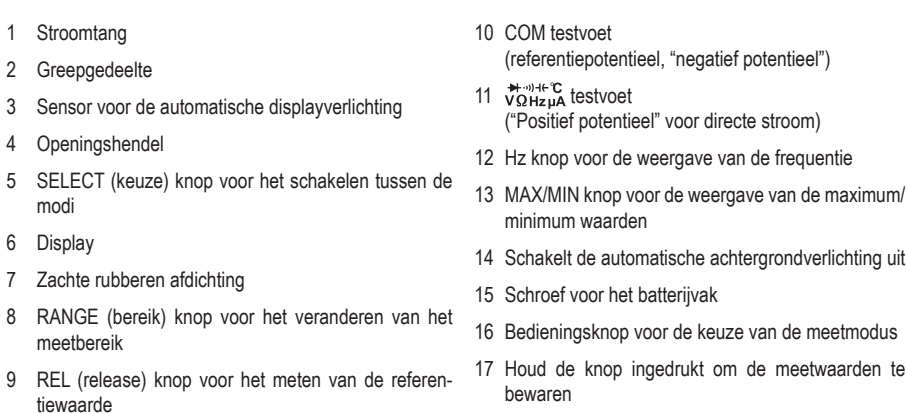 1 Stroomtang
2 Greepgedeelte
3 Sensor voor de automatische displayverlichting
4 Openingshendel
5 SELECT (keuze) knop voor het schakelen tussen de
modi
6 Display
7 Zachte rubberen afdichting
8 RANGE (bereik) knop voor het veranderen van het
meetbereik
9 REL (release) knop voor het meten van de referen-
tiewaarde
10 COM testvoet
(referentiepotentieel, “negatief potentieel”)
11 °C VΩHzµA testvoet
(“Positief potentieel” voor directe stroom)
12 Hz knop voor de weergave van de frequentie
13 MAX/MIN knop voor de weergave van de maximum/
minimum waarden
14 Schakelt de automatische achtergrondverlichting uit
15 Schroef voor het batterijvak
16 Bedieningsknop voor de keuze van de meetmodus
17 Houd de knop ingedrukt om de meetwaarden te
bewaren